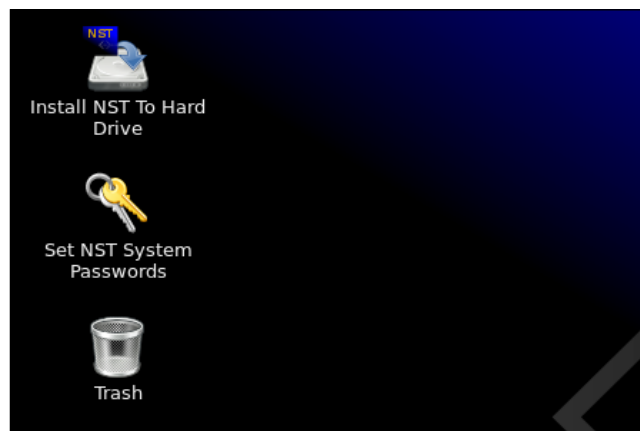 NST
Install NST To Hard
Drive
Set NST System
Passwords
Trash